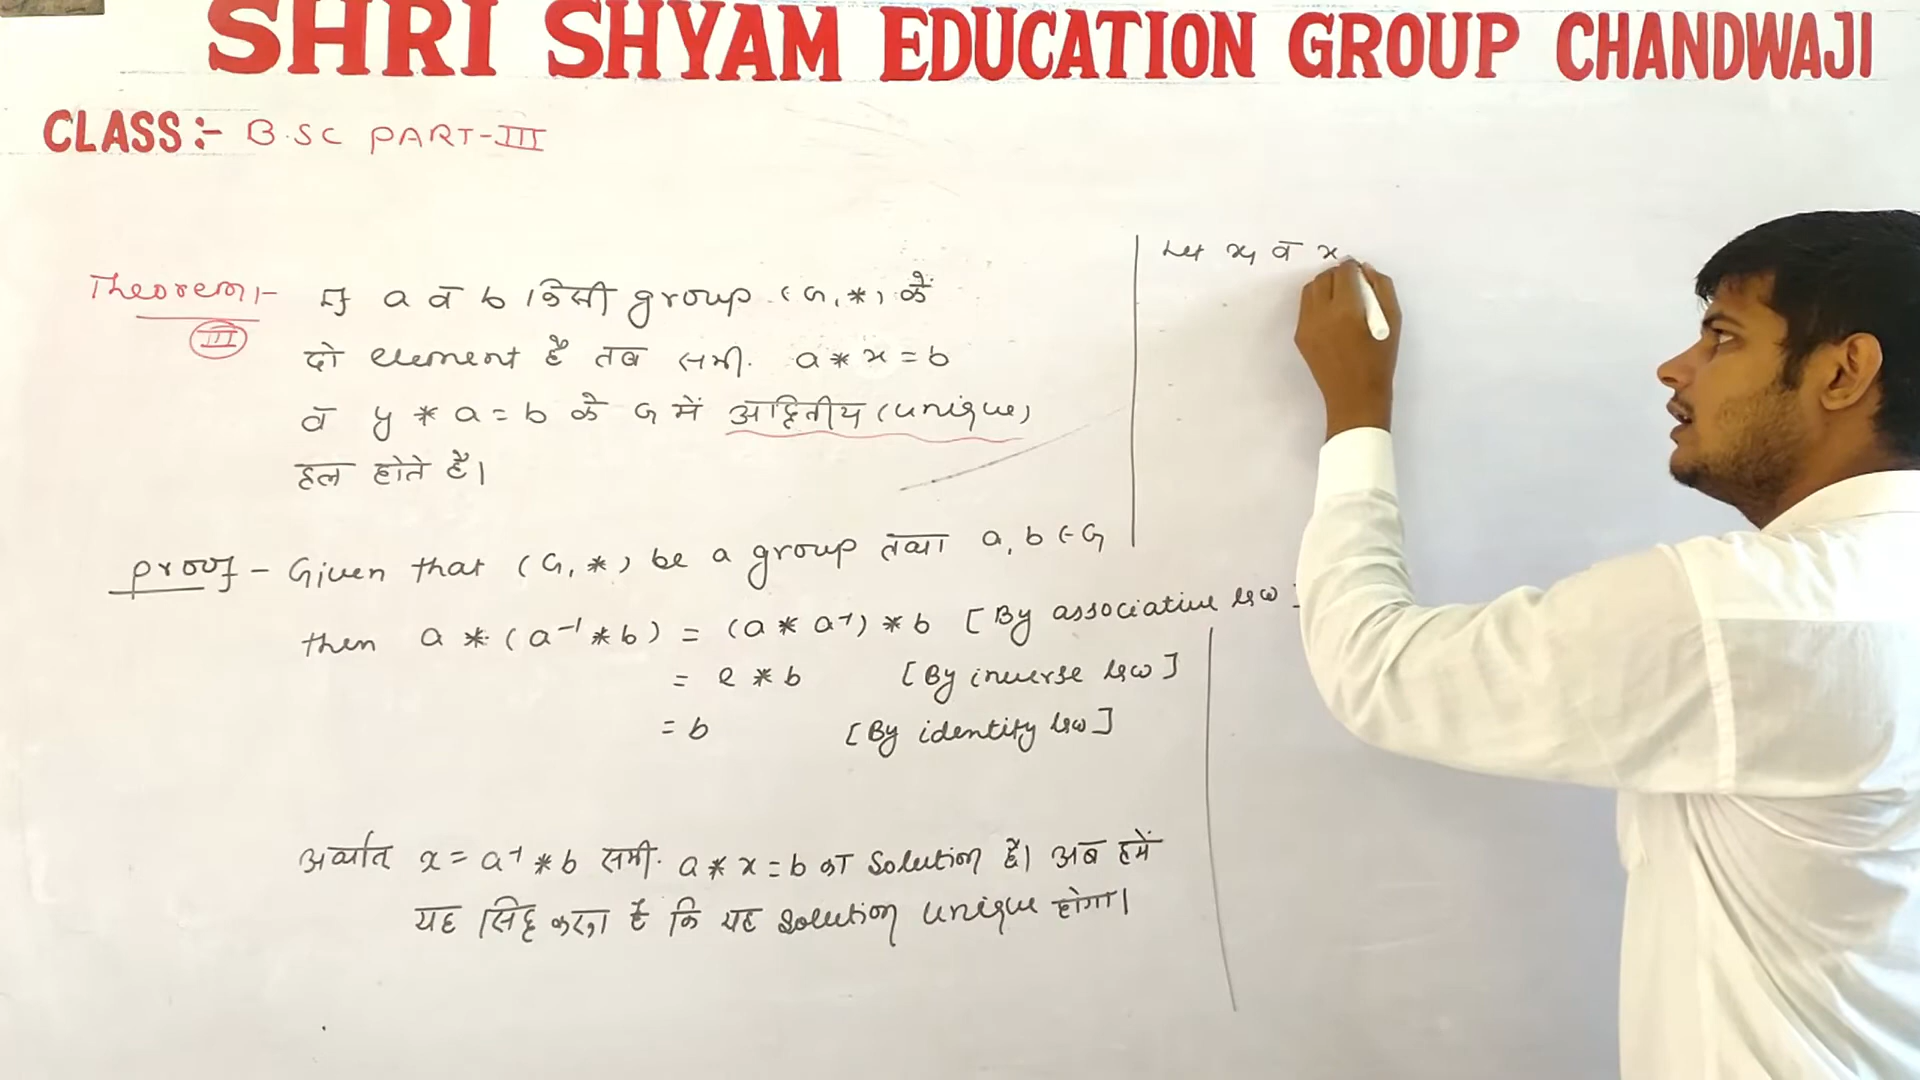 SHRI SHYAM EDUCATION GROUP CHANDWAJI
CLASS:- B.SC PART-III
Theorem:- If a व b किसी group (G, *) के
III
दो element है तब समी. a * x = b
व y * a = b के G में अद्वितीय (unique)
हल होते है।
proof - Given that (G, *) be a group तथा a, b ∈ G
then a * (a⁻¹ * b) = (a * a⁻¹) * b [By associative law]
= e * b [By inverse law]
= b [By identity law]
अर्थात x = a⁻¹ * b समी. a * x = b का solution है। अब हमें
यह सिद्ध करना है कि यह solution unique होगा।
Let x₁ व x